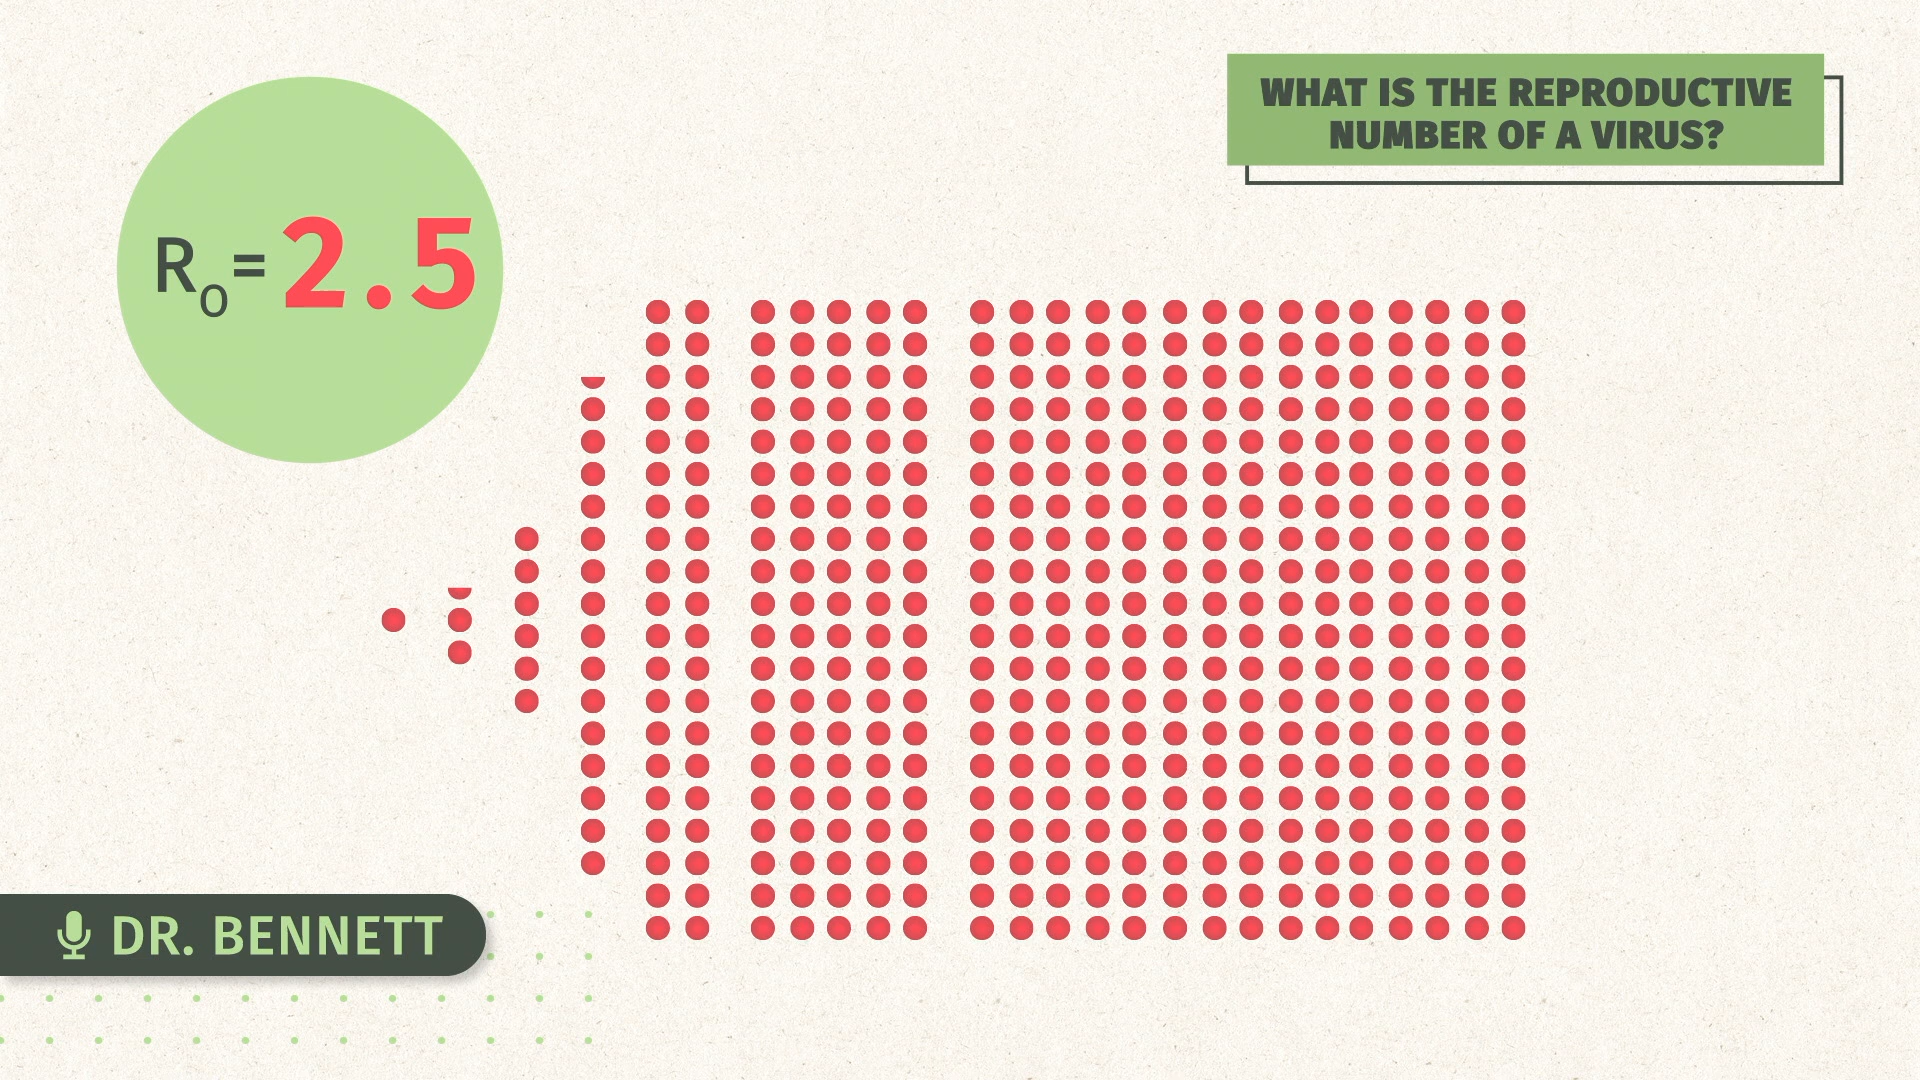 WHAT IS THE REPRODUCTIVE
NUMBER OF A VIRUS?
R₀=2.5
DR. BENNETT